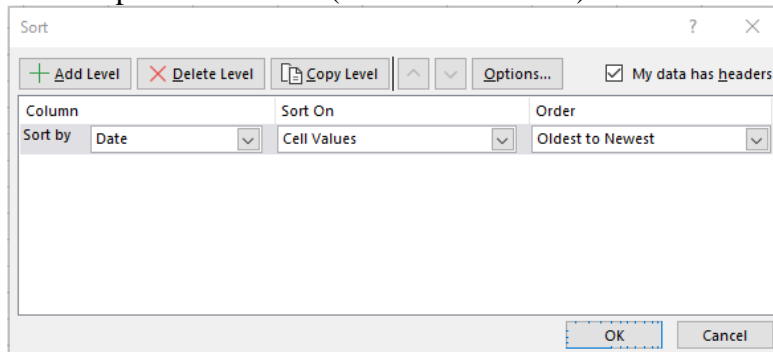 Sort ? ×
Add Level Delete Level Copy Level Options... My data has headers
Column Sort On Order
Sort by Date Cell Values Oldest to Newest
OK Cancel